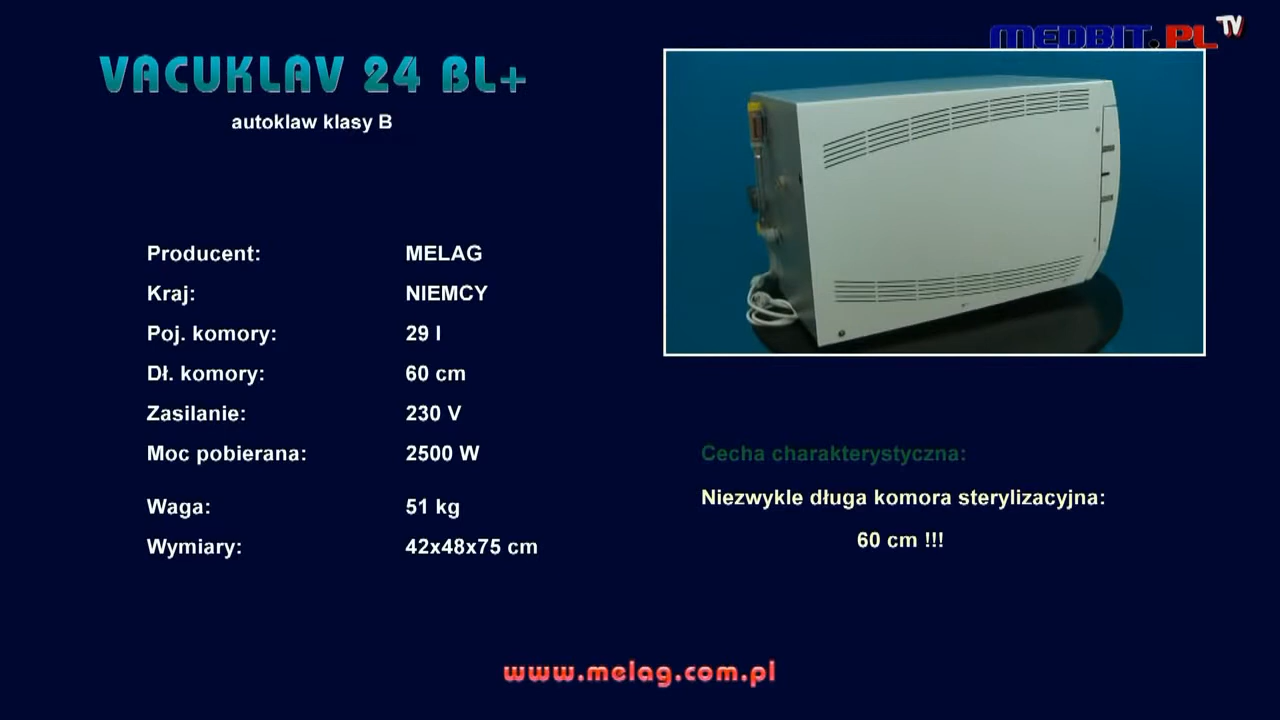 MEDBIT.PL TV
VACUKLAV 24 BL+
autoklaw klasy B
Producent: MELAG
Kraj: NIEMCY
Poj. komory: 29 l
Dł. komory: 60 cm
Zasilanie: 230 V
Moc pobierana: 2500 W
Waga: 51 kg
Wymiary: 42x48x75 cm
Cecha charakterystyczna:
Niezwykle długa komora sterylizacyjna:
60 cm !!!
www.melag.com.pl